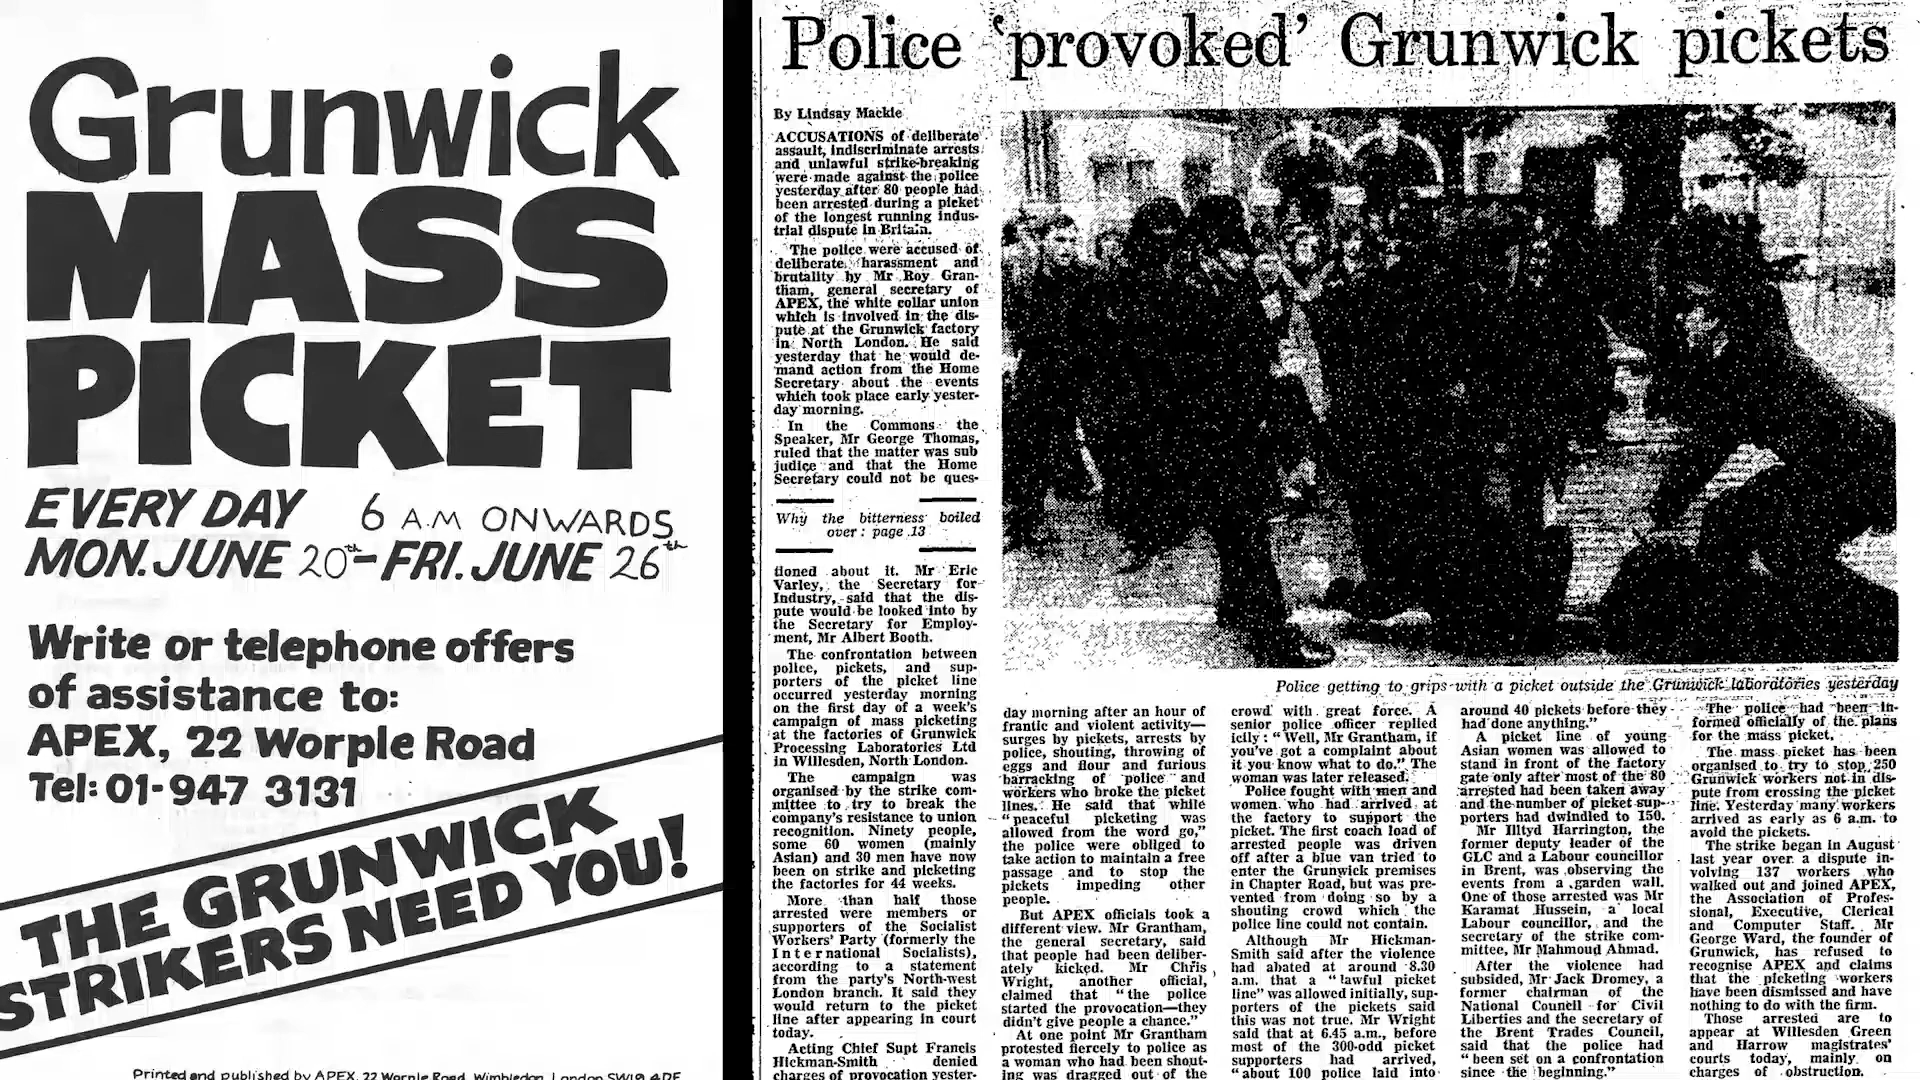 Grunwick
MASS
PICKET
EVERY DAY 6 A.M ONWARDS
MON. JUNE 20th - FRI. JUNE 26th
Write or telephone offers
of assistance to:
APEX, 22 Worple Road
Tel: 01-947 3131
THE GRUNWICK
STRIKERS NEED YOU!
Printed and published by APEX, 22 Worple Road, Wimbledon, London SW19 4DF
Police ‘provoked’ Grunwick pickets
By Lindsay Mackie
ACCUSATIONS of deliberate
assault, indiscriminate arrests
and unlawful strike-breaking
were made against the police
yesterday after 80 people had
been arrested during a picket
of the longest running indus-
trial dispute in Britain.
The police were accused of
deliberate harassment and
brutality by Mr Roy Gran-
tham, general secretary of
APEX, the white collar union
which is involved in the dis-
pute at the Grunwick factory
in North London. He said
yesterday that he would de-
mand action from the Home
Secretary about the events
which took place early yester-
day morning.
In the Commons the
Speaker, Mr George Thomas,
ruled that the matter was sub
judice and that the Home
Secretary could not be ques-
Why the bitterness boiled
over: page 13
tioned about it. Mr Eric
Varley, the Secretary for
Industry, said that the dis-
pute would be looked into by
the Secretary for Employ-
ment, Mr Albert Booth.
The confrontation between
police, pickets, and sup-
porters of the picket line
occurred yesterday morning
on the first day of a week's
campaign of mass picketing
at the factories of Grunwick
Processing Laboratories Ltd
in Willesden, North London.
The campaign was
organised by the strike com-
mittee to try to break the
company's resistance to union
recognition. Ninety people,
some 60 women (mainly
Asian) and 30 men have now
been on strike and picketing
the factories for 44 weeks.
More than half those
arrested were members or
supporters of the Socialist
Workers' Party (formerly the
International Socialists),
according to a statement
from the party's North-west
London branch. It said they
would return to the picket
line after appearing in court
today.
Acting Chief Supt Francis
Hickman-Smith denied
charges of provocation yester-
Police getting to grips with a picket outside the Grunwick laboratories yesterday
day morning after an hour of
frantic and violent activity—
surges by pickets, arrests by
police, shouting, throwing of
eggs and flour and furious
barracking of police and
workers who broke the picket
lines. He said that while
“peaceful picketing was
allowed from the word go,”
the police were obliged to
take action to maintain a free
passage and to stop the
pickets impeding other
people.
But APEX officials took a
different view. Mr Grantham,
the general secretary, said
that people had been deliber-
ately kicked. Mr Chris
Wright, another official,
claimed that “the police
started the provocation—they
didn't give people a chance.”
At one point Mr Grantham
protested fiercely to police as
a woman who had been shout-
ing was dragged out of the
crowd with great force. A
senior police officer replied
icily: “Well, Mr Grantham, if
you've got a complaint about
it you know what to do.” The
woman was later released.
Police fought with men and
women who had arrived at
the factory to support the
picket. The first coach load of
arrested people was driven
off after a blue van tried to
enter the Grunwick premises
in Chapter Road, but was pre-
vented from doing so by a
shouting crowd which the
police line could not contain.
Although Mr Hickman-
Smith said after the violence
had abated at around 8.30
a.m. that a “lawful picket
line” was allowed initially, sup-
porters of the pickets said
this was not true. Mr Wright
said that at 6.45 a.m., before
most of the 300-odd picket
supporters had arrived,
“about 100 police laid into
around 40 pickets before they
had done anything.”
A picket line of young
Asian women was allowed to
stand in front of the factory
gate only after most of the 80
arrested had been taken away
and the number of picket sup-
porters had dwindled to 150.
Mr Illtyd Harrington, the
former deputy leader of the
GLC and a Labour councillor
in Brent, was observing the
events from a garden wall.
One of those arrested was Mr
Karamat Hussein, a local
Labour councillor, and the
secretary of the strike com-
mittee, Mr Mahmoud Ahmad.
After the violence had
subsided, Mr Jack Dromey, a
former chairman of the
National Council for Civil
Liberties and the secretary of
the Brent Trades Council,
said that the police had
“been set on a confrontation
since the beginning.”
The police had been in-
formed officially of the plans
for the mass picket.
The mass picket has been
organised to try to stop 250
Grunwick workers not in dis-
pute from crossing the picket
line. Yesterday many workers
arrived as early as 6 a.m. to
avoid the pickets.
The strike began in August
last year over a dispute in-
volving 137 workers who
walked out and joined APEX,
the Association of Profes-
sional, Executive, Clerical
and Computer Staff. Mr
George Ward, the founder of
Grunwick, has refused to
recognise APEX and claims
that the picketing workers
have been dismissed and have
nothing to do with the firm.
Those arrested are to
appear at Willesden Green
and Harrow magistrates'
courts today, mainly on
charges of obstruction.